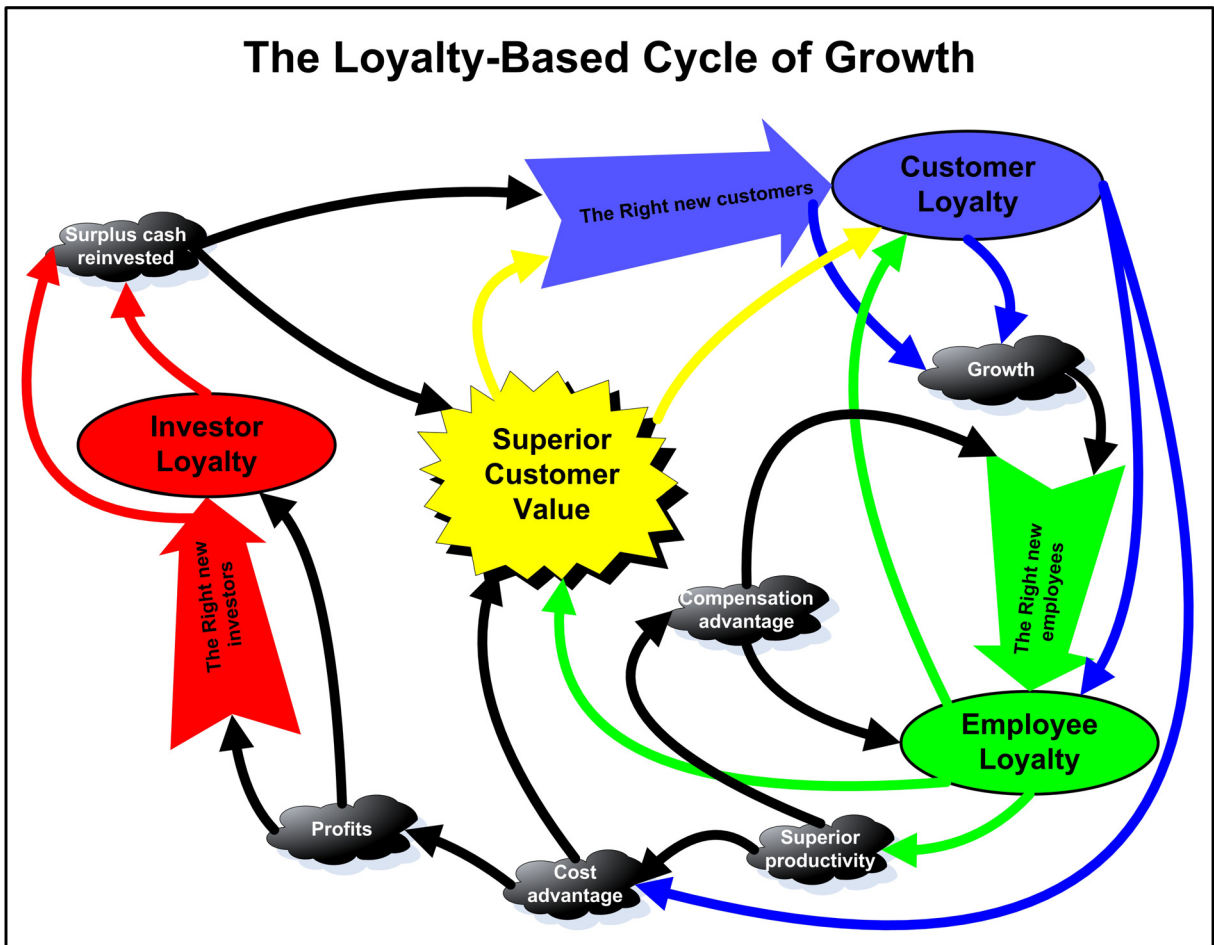 The Loyalty-Based Cycle of Growth
Customer
Loyalty
The Right new customers
Surplus cash
reinvested
Growth
Investor
Loyalty
Superior
Customer
Value
The Right new
investors
Compensation
advantage
The Right new
employees
Employee
Loyalty
Profits
Superior
productivity
Cost
advantage